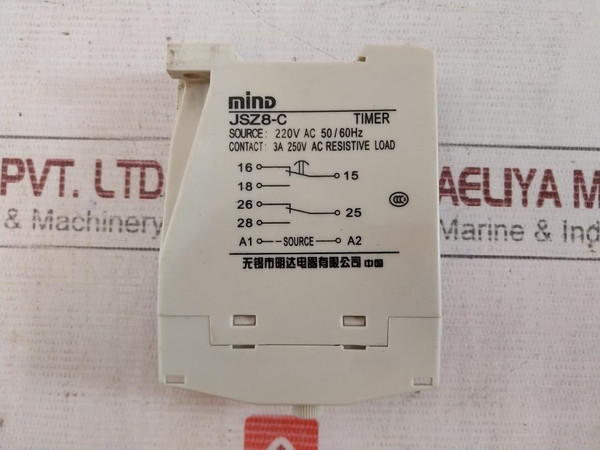 mind
JSZ8-C TIMER
SOURCE: 220V AC 50/60Hz
CONTACT: 3A 250V AC RESISTIVE LOAD
16 15
18
26 25
28
A1 SOURCE A2
无锡市明达电器有限公司 中国
PVT. LTD
& Machinery
AELIYA M
Marine & Ind